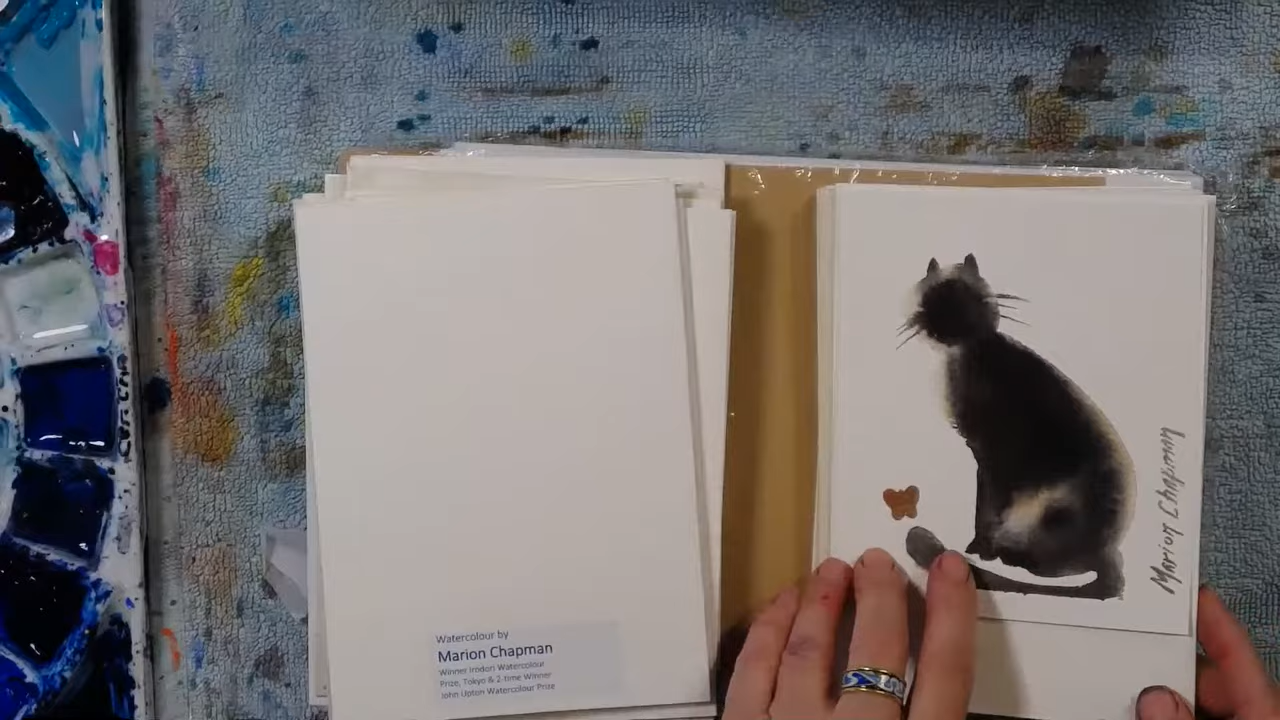 Watercolour by
Marion Chapman
Winner Irodori Watercolour
Prize, Tokyo & 2-time Winner
John Upton Watercolour Prize
Marion Chapman